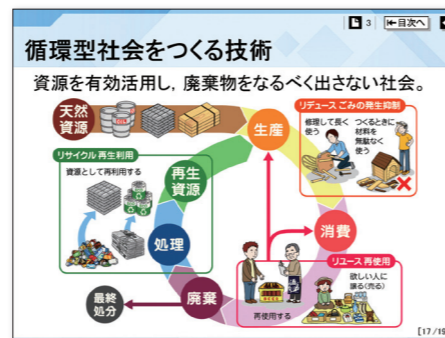 3
目次へ
循環型社会をつくる技術
資源を有効活用し，廃棄物をなるべく出さない社会。
天然
資源
生産
リデュース ごみの発生抑制
修理して長く
使う
つくるときに
材料を
無駄なく
使う
リサイクル 再生利用
資源として再利用する
再生
資源
処理
消費
リユース 再使用
欲しい人に
譲る(売る)
再使用する
廃棄
最終
処分
[17/19